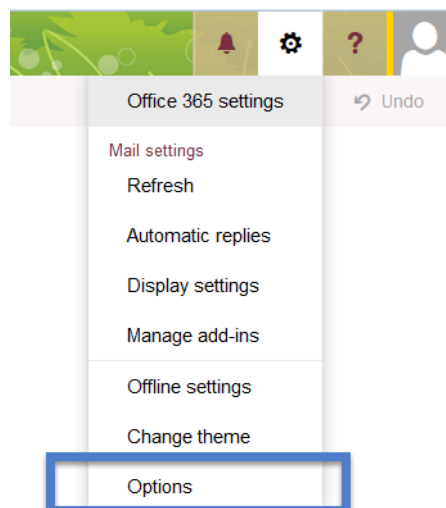 ?
Office 365 settings
Undo
Mail settings
Refresh
Automatic replies
Display settings
Manage add-ins
Offline settings
Change theme
Options